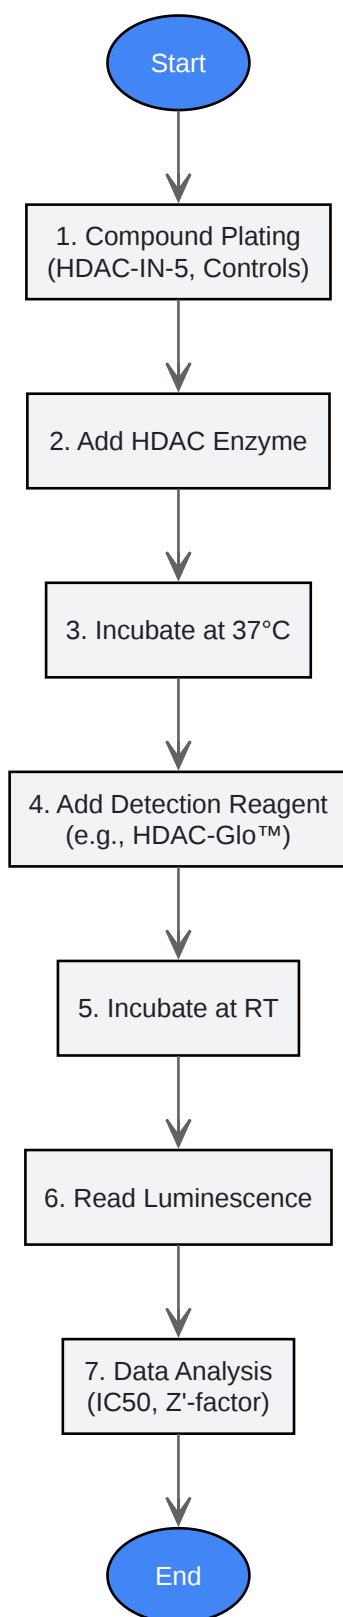 Start
1. Compound Plating
(HDAC-IN-5, Controls)
2. Add HDAC Enzyme
3. Incubate at 37°C
4. Add Detection Reagent
(e.g., HDAC-Glo™)
5. Incubate at RT
6. Read Luminescence
7. Data Analysis
(IC50, Z'-factor)
End